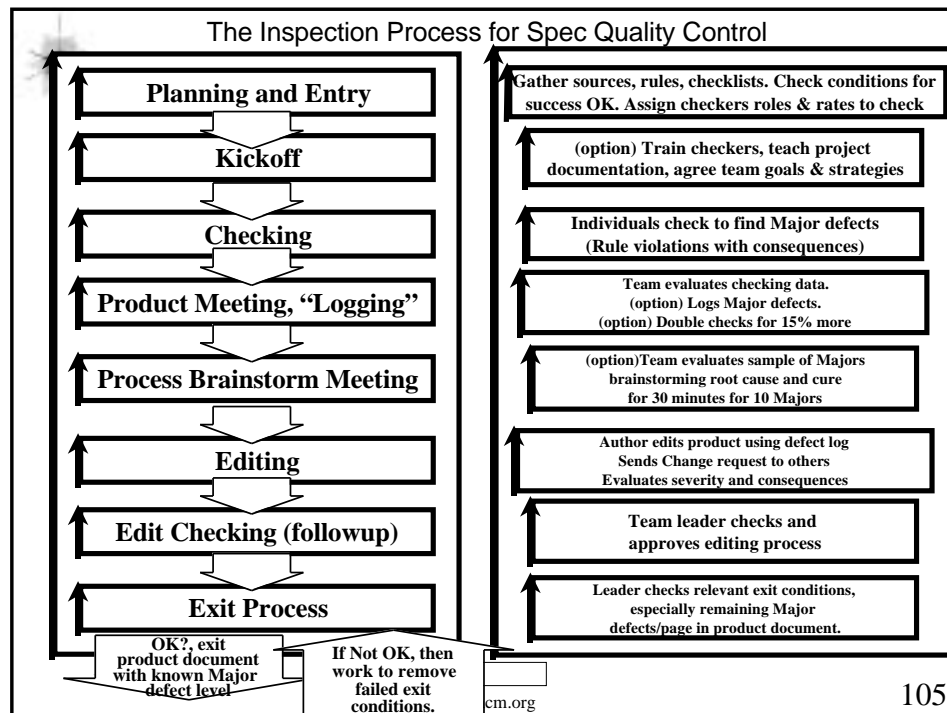 The Inspection Process for Spec Quality Control
Planning and Entry
Kickoff
Checking
Product Meeting, “Logging”
Process Brainstorm Meeting
Editing
Edit Checking (followup)
Exit Process
OK?, exit
product document
with known Major
defect level
If Not OK, then
work to remove
failed exit
conditions.
Gather sources, rules, checklists. Check conditions for
success OK. Assign checkers roles & rates to check
(option) Train checkers, teach project
documentation, agree team goals & strategies
Individuals check to find Major defects
(Rule violations with consequences)
Team evaluates checking data.
(option) Logs Major defects.
(option) Double checks for 15% more
(option)Team evaluates sample of Majors
brainstorming root cause and cure
for 30 minutes for 10 Majors
Author edits product using defect log
Sends Change request to others
Evaluates severity and consequences
Team leader checks and
approves editing process
Leader checks relevant exit conditions,
especially remaining Major
defects/page in product document.
cm.org
105